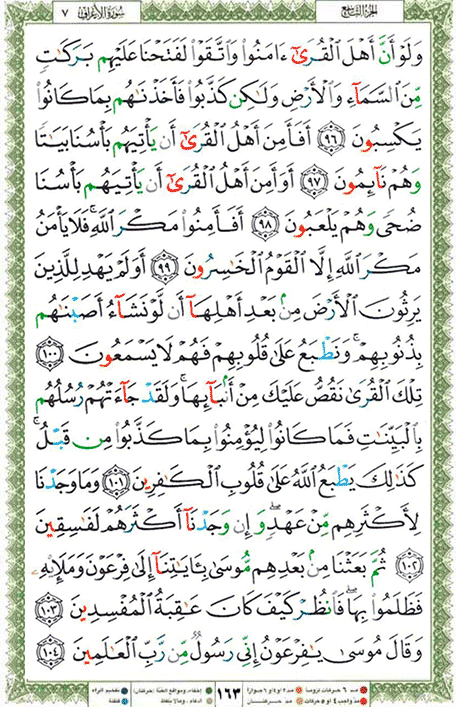 الجزء التاسع سورة الأعراف ٧
وَلَوْ أَنَّ أَهْلَ ٱلْقُرَىٰٓ ءَامَنُوا۟ وَٱتَّقَوْا۟ لَفَتَحْنَا عَلَيْهِم بَرَكَٰتٍ
مِّنَ ٱلسَّمَآءِ وَٱلْأَرْضِ وَلَٰكِن كَذَّبُوا۟ فَأَخَذْنَٰهُم بِمَا كَانُوا۟
يَكْسِبُونَ ٩٦ أَفَأَمِنَ أَهْلُ ٱلْقُرَىٰٓ أَن يَأْتِيَهُم بَأْسُنَا بَيَٰتًا
وَهُمْ نَآئِمُونَ ٩٧ أَوَأَمِنَ أَهْلُ ٱلْقُرَىٰٓ أَن يَأْتِيَهُم بَأْسُنَا
ضُحًى وَهُمْ يَلْعَبُونَ ٩٨ أَفَأَمِنُوا۟ مَكْرَ ٱللَّهِ ۚ فَلَا يَأْمَنُ
مَكْرَ ٱللَّهِ إِلَّا ٱلْقَوْمُ ٱلْخَٰسِرُونَ ٩٩ أَوَلَمْ يَهْدِ لِلَّذِينَ
يَرِثُونَ ٱلْأَرْضَ مِنۢ بَعْدِ أَهْلِهَآ أَن لَّوْ نَشَآءُ أَصَبْنَٰهُم
بِذُنُوبِهِمْ ۚ وَنَطْبَعُ عَلَىٰ قُلُوبِهِمْ فَهُمْ لَا يَسْمَعُونَ ١٠٠
تِلْكَ ٱلْقُرَىٰ نَقُصُّ عَلَيْكَ مِنْ أَنۢبَآئِهَا ۚ وَلَقَدْ جَآءَتْهُمْ رُسُلُهُم
بِٱلْبَيِّنَٰتِ فَمَا كَانُوا۟ لِيُؤْمِنُوا۟ بِمَا كَذَّبُوا۟ مِن قَبْلُ ۚ
كَذَٰلِكَ يَطْبَعُ ٱللَّهُ عَلَىٰ قُلُوبِ ٱلْكَٰفِرِينَ ١٠١ وَمَا وَجَدْنَا
لِأَكْثَرِهِم مِّنْ عَهْدٍ ۖ وَإِن وَجَدْنَآ أَكْثَرَهُمْ لَفَٰسِقِينَ
١٠٢ ثُمَّ بَعَثْنَا مِنۢ بَعْدِهِم مُّوسَىٰ بِـَٔايَٰتِنَآ إِلَىٰ فِرْعَوْنَ وَمَلَإِيْهِۦ
فَظَلَمُوا۟ بِهَا ۖ فَٱنظُرْ كَيْفَ كَانَ عَٰقِبَةُ ٱلْمُفْسِدِينَ ١٠٣
وَقَالَ مُوسَىٰ يَٰفِرْعَوْنُ إِنِّى رَسُولٌ مِّن رَّبِّ ٱلْعَٰلَمِينَ ١٠٤
١٦٣